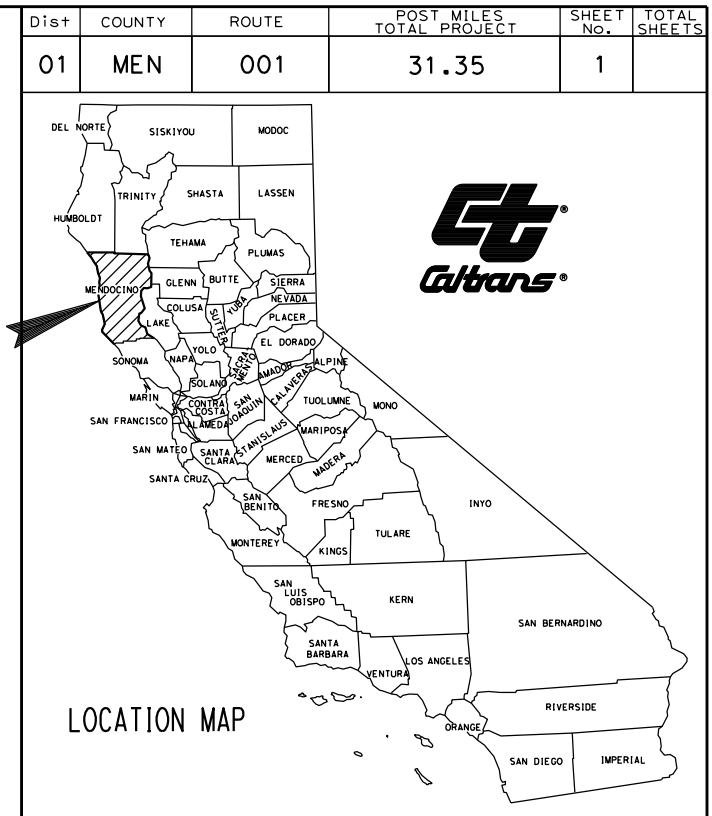 Dist COUNTY ROUTE POST MILES TOTAL PROJECT SHEET No. TOTAL SHEETS
01 MEN 001 31.35 1
DEL NORTE SISKIYOU MODOC
TRINITY SHASTA LASSEN
HUMBOLDT
TEHAMA PLUMAS
Caltrans
MENDOCINO GLENN BUTTE SIERRA
COLUSA YUBA NEVADA
LAKE SUTTER PLACER
SONOMA NAPA YOLO EL DORADO
SACRAMENTO AMADOR ALPINE
SOLANO CALAVERAS
MARIN CONTRA COSTA SAN JOAQUIN TUOLUMNE MONO
SAN FRANCISCO ALAMEDA STANISLAUS MARIPOSA
SAN MATEO SANTA CLARA MERCED MADERA
SANTA CRUZ
SAN BENITO FRESNO INYO
MONTEREY KINGS TULARE
SAN LUIS OBISPO KERN
SAN BERNARDINO
SANTA BARBARA
VENTURA LOS ANGELES
LOCATION MAP
ORANGE RIVERSIDE
SAN DIEGO IMPERIAL